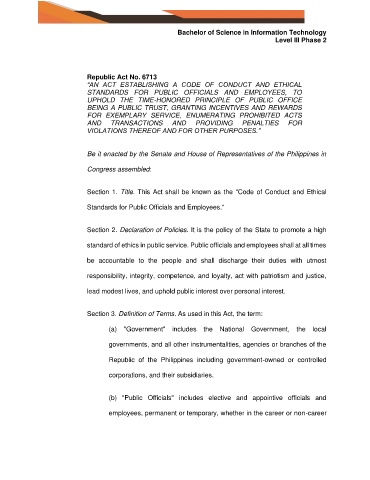 Bachelor of Science in Information Technology
Level III Phase 2
Republic Act No. 6713
"AN ACT ESTABLISHING A CODE OF CONDUCT AND ETHICAL
STANDARDS FOR PUBLIC OFFICIALS AND EMPLOYEES, TO
UPHOLD THE TIME-HONORED PRINCIPLE OF PUBLIC OFFICE
BEING A PUBLIC TRUST, GRANTING INCENTIVES AND REWARDS
FOR EXEMPLARY SERVICE, ENUMERATING PROHIBITED ACTS
AND TRANSACTIONS AND PROVIDING PENALTIES FOR
VIOLATIONS THEREOF AND FOR OTHER PURPOSES."
Be it enacted by the Senate and House of Representatives of the Philippines in
Congress assembled:
Section 1. Title. This Act shall be known as the "Code of Conduct and Ethical
Standards for Public Officials and Employees."
Section 2. Declaration of Policies. It is the policy of the State to promote a high
standard of ethics in public service. Public officials and employees shall at all times
be accountable to the people and shall discharge their duties with utmost
responsibility, integrity, competence, and loyalty, act with patriotism and justice,
lead modest lives, and uphold public interest over personal interest.
Section 3. Definition of Terms. As used in this Act, the term:
(a) "Government" includes the National Government, the local
governments, and all other instrumentalities, agencies or branches of the
Republic of the Philippines including government-owned or controlled
corporations, and their subsidiaries.
(b) "Public Officials" includes elective and appointive officials and
employees, permanent or temporary, whether in the career or non-career